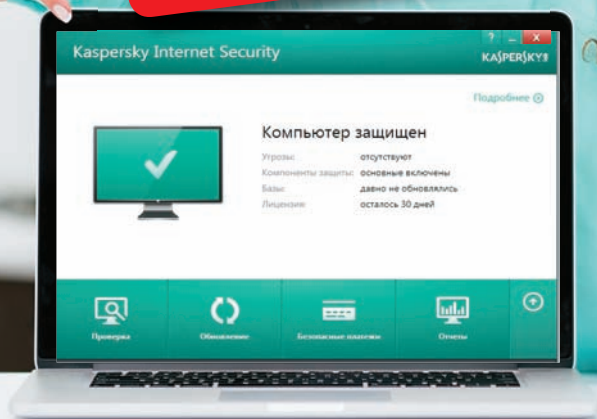 Kaspersky Internet Security
? – X
KASPERSKY
Подробнее
Компьютер защищен
Угрозы: отсутствуют
Компоненты защиты: основные включены
Базы: давно не обновлялись
Лицензия: осталось 30 дней
Проверка Обновление Безопасные платежи Отчеты